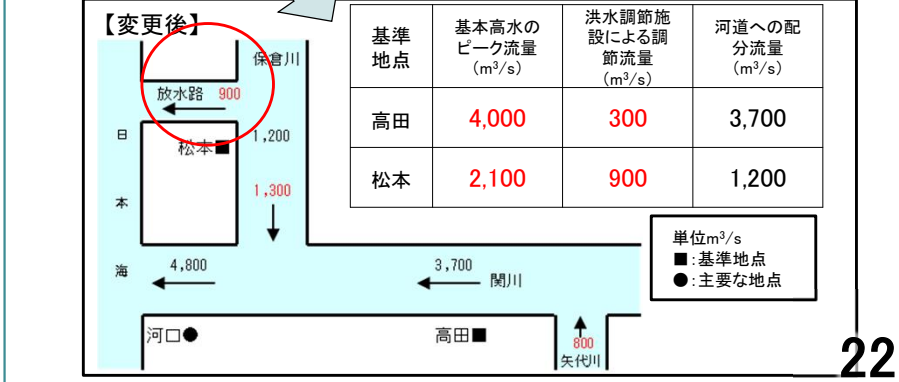 【変更後】
保倉川
放水路 900
日本海
松本■
1,200
1,300
4,800
3,700
関川
河口●
高田■
800
矢代川
基準地点
基本高水のピーク流量(m³/s)
洪水調節施設による調節流量(m³/s)
河道への配分流量(m³/s)
高田 4,000 300 3,700
松本 2,100 900 1,200
単位m³/s
■:基準地点
●:主要な地点
22